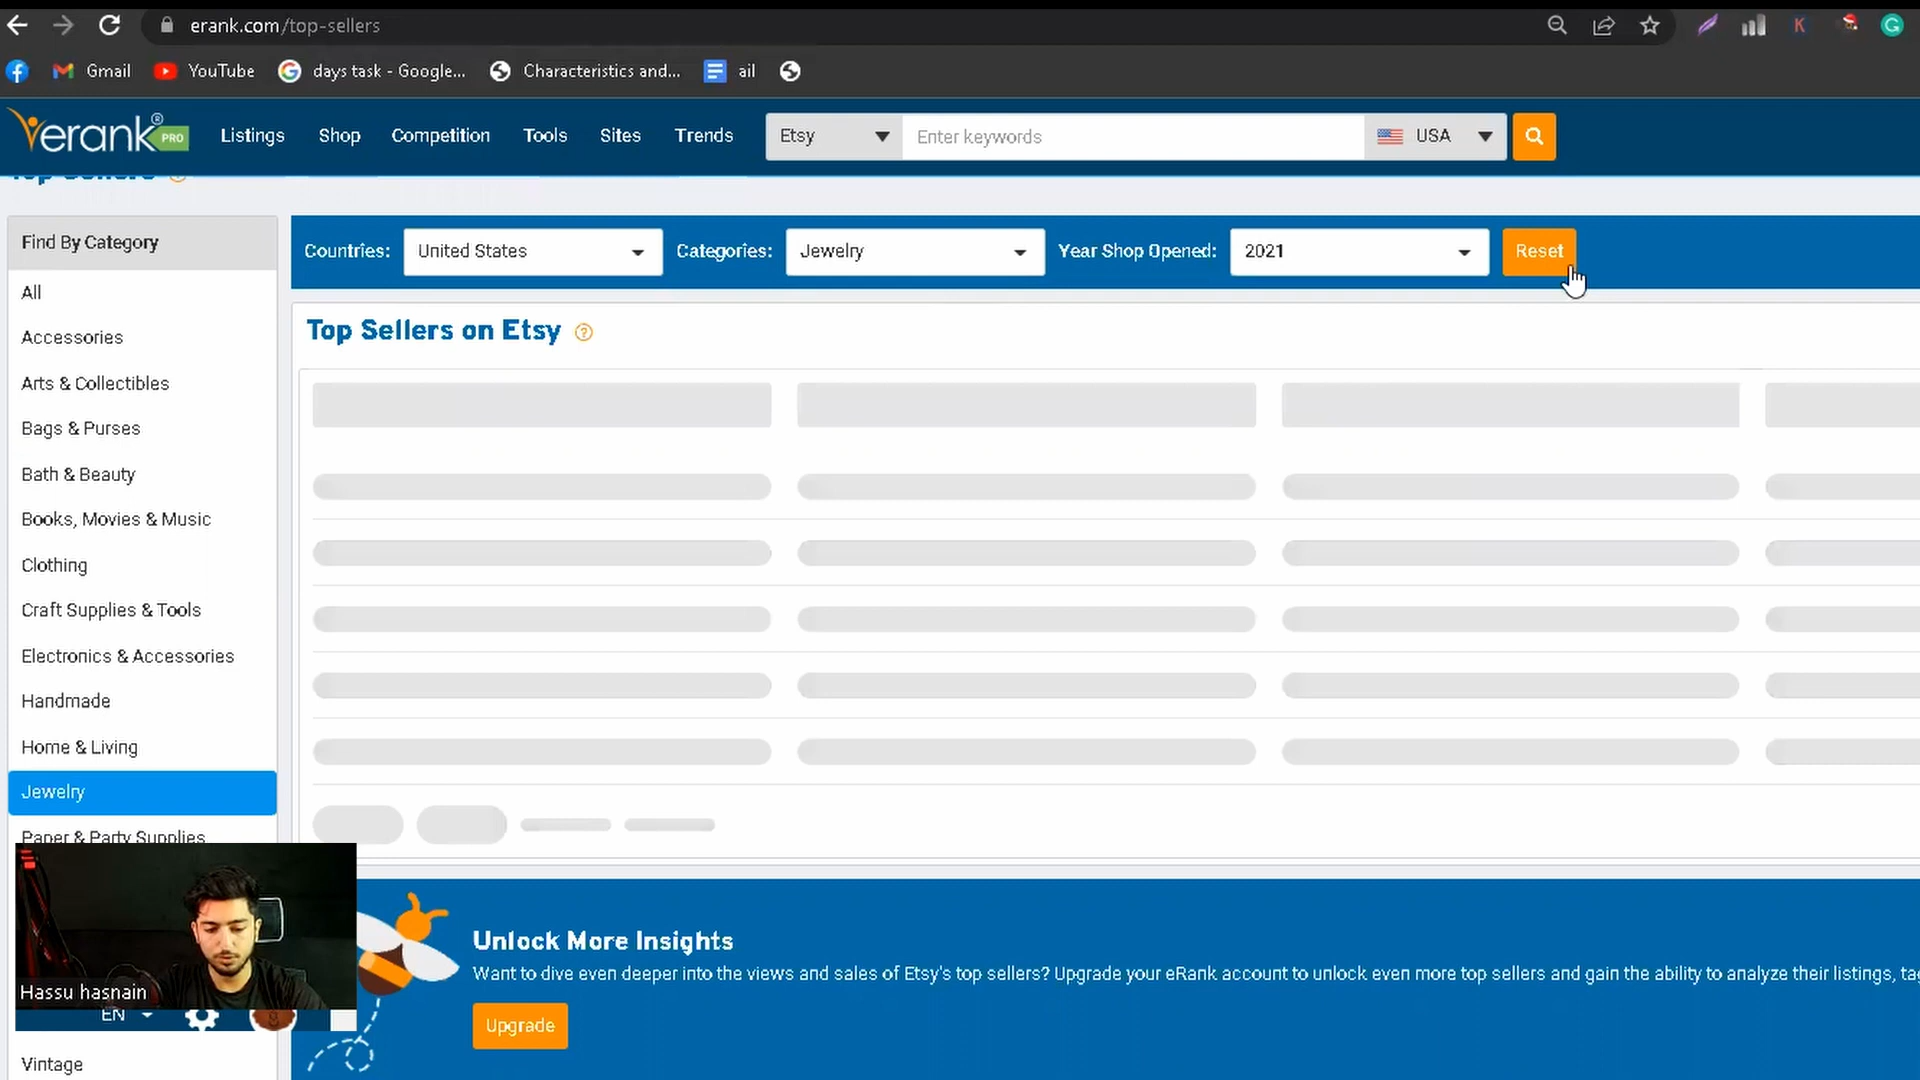 erank.com/top-sellers
Gmail
YouTube
days task - Google...
Characteristics and...
ail
erank® PRO
Listings
Shop
Competition
Tools
Sites
Trends
Etsy
Enter keywords
USA
Top Sellers
Find By Category
Countries:
United States
Categories:
Jewelry
Year Shop Opened:
2021
Reset
All
Accessories
Arts & Collectibles
Bags & Purses
Bath & Beauty
Books, Movies & Music
Clothing
Craft Supplies & Tools
Electronics & Accessories
Handmade
Home & Living
Jewelry
Paper & Party Supplies
Vintage
Top Sellers on Etsy
Unlock More Insights
Want to dive even deeper into the views and sales of Etsy's top sellers? Upgrade your eRank account to unlock even more top sellers and gain the ability to analyze their listings, tag
Upgrade
Hassu hasnain
EN